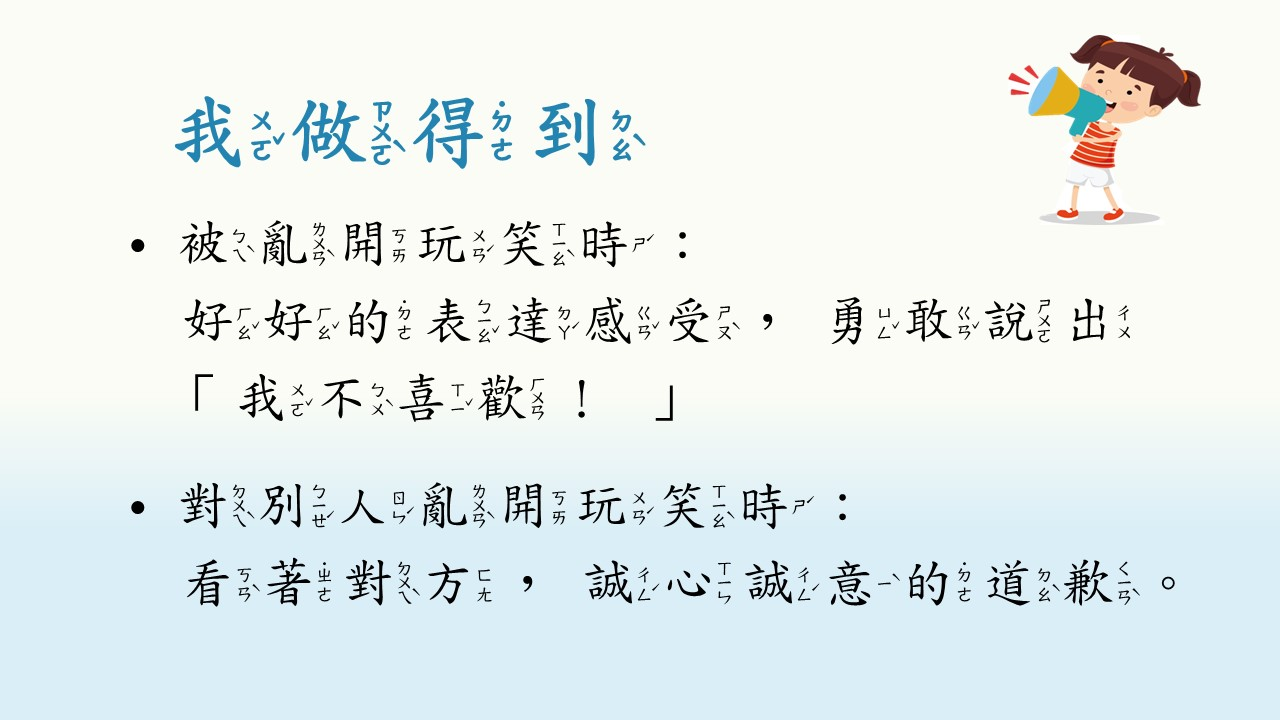 我做得到
• 被亂開玩笑時：
好好的表達感受， 勇敢說出
「 我不喜歡！ 」
• 對別人亂開玩笑時：
看著對方， 誠心誠意的道歉。